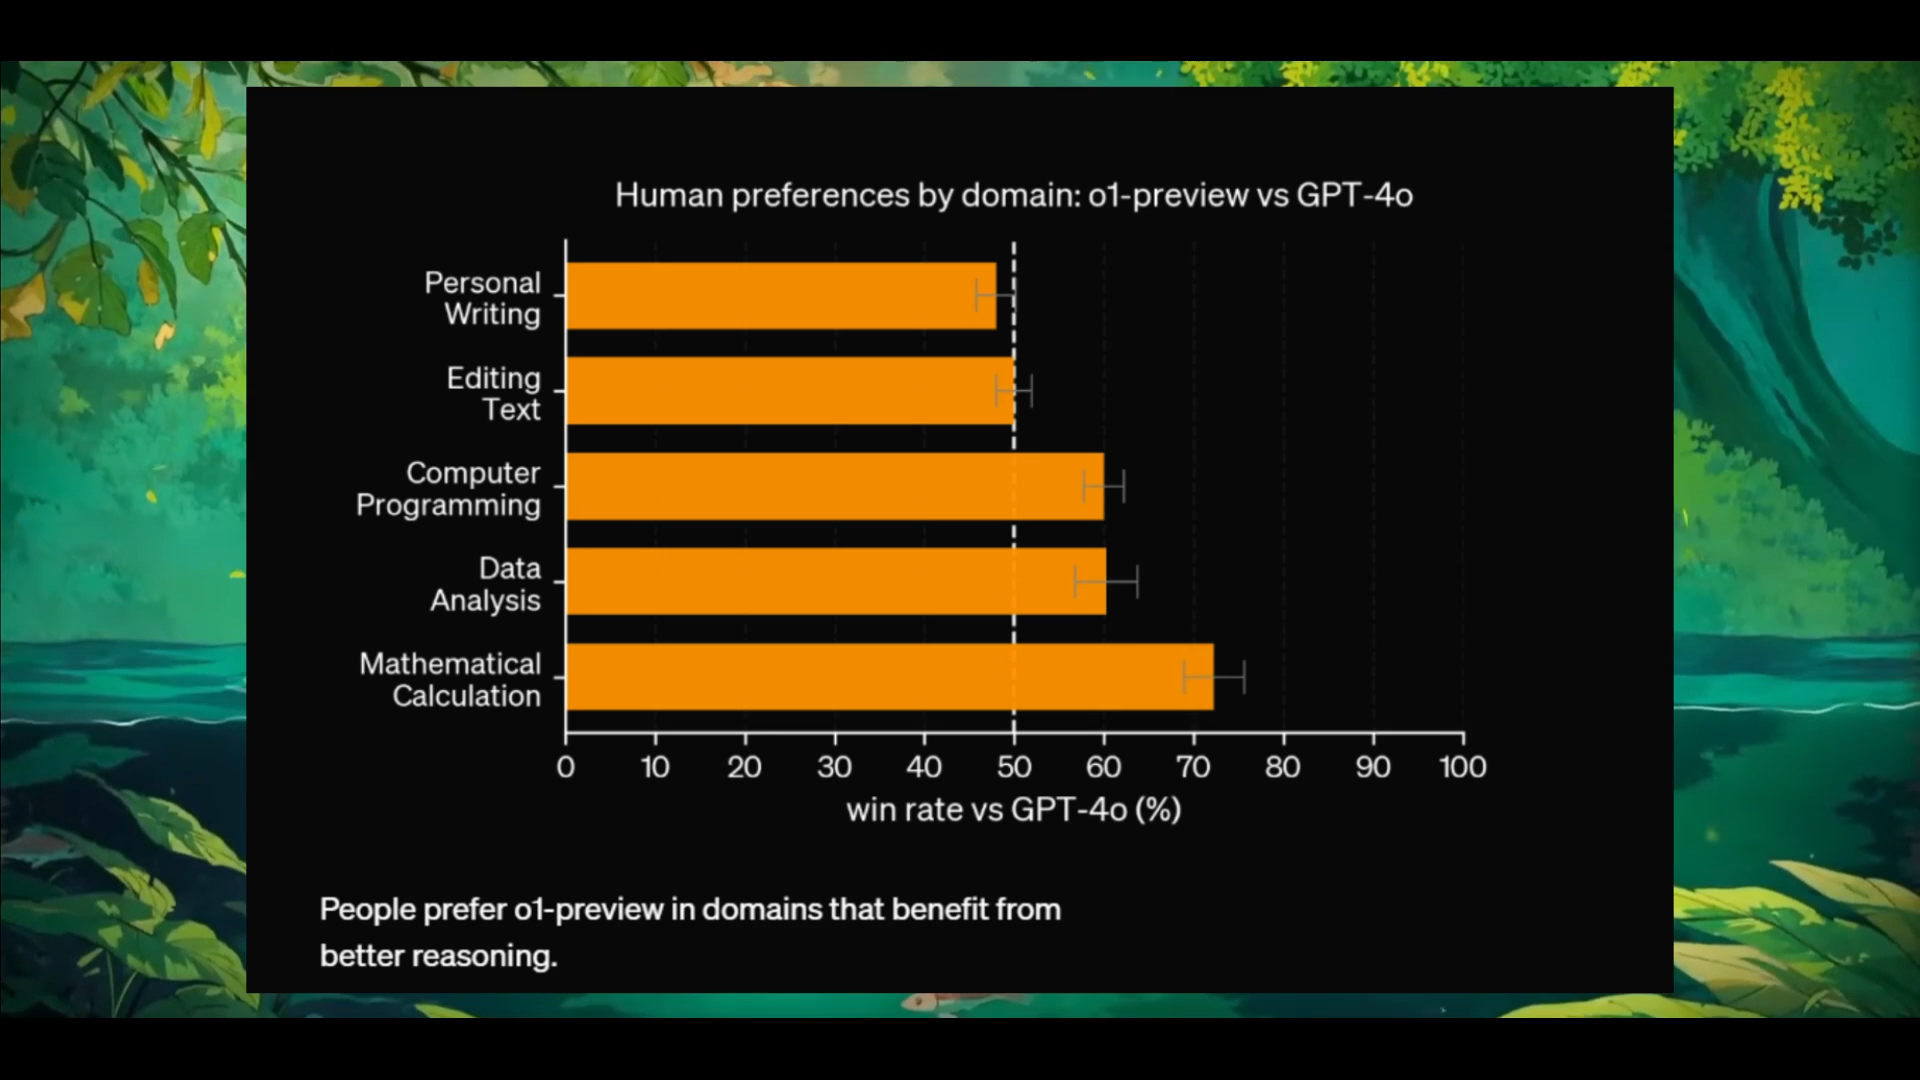 Human preferences by domain: o1-preview vs GPT-4o
Personal
Writing
Editing
Text
Computer
Programming
Data
Analysis
Mathematical
Calculation
0 10 20 30 40 50 60 70 80 90 100
win rate vs GPT-4o (%)
People prefer o1-preview in domains that benefit from
better reasoning.